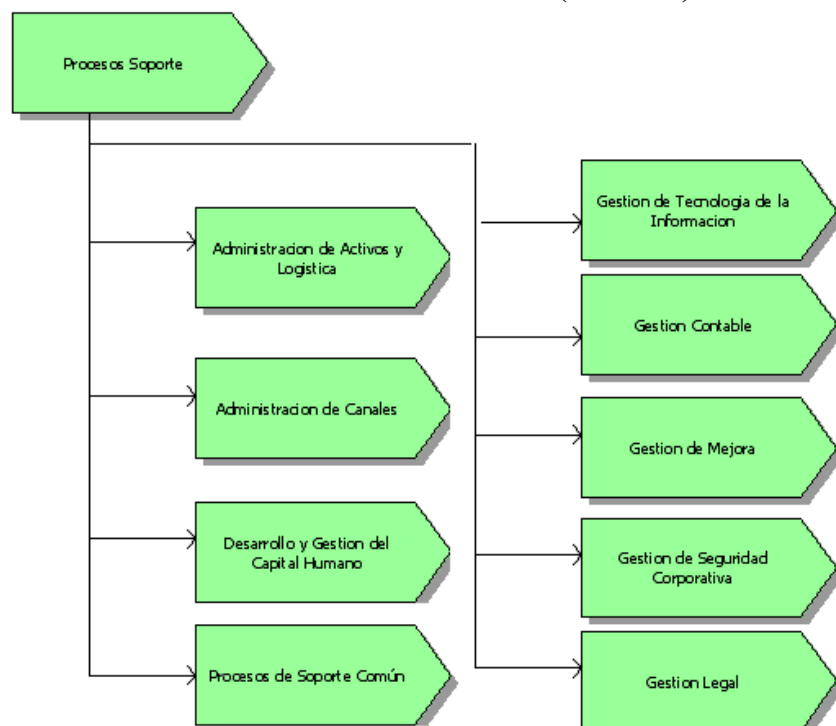 Procesos Soporte
Administracion de Activos y
Logistica
Administracion de Canales
Desarrollo y Gestion del
Capital Humano
Procesos de Soporte Común
Gestion de Tecnologia de la
Informacion
Gestion Contable
Gestion de Mejora
Gestion de Seguridad
Corporativa
Gestion Legal